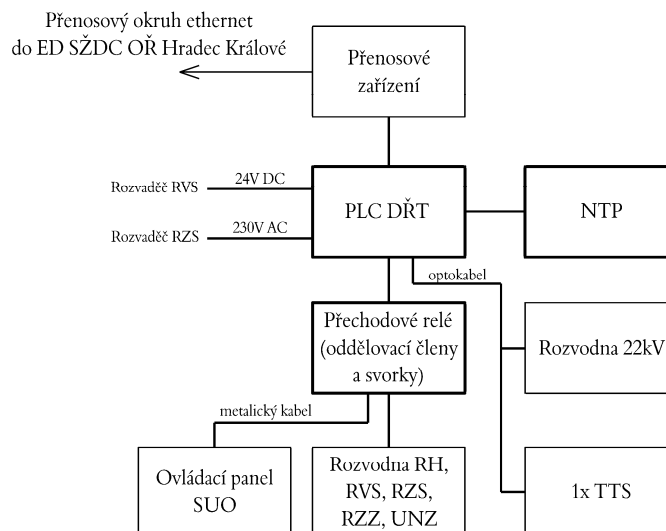 Přenosový okruh ethernet
do ED SŽDC OŘ Hradec Králové
Přenosové
zařízení
Rozvaděč RVS
24V DC
PLC DŘT
NTP
Rozvaděč RZS
230V AC
optokabel
Přechodové relé
(oddělovací členy
a svorky)
Rozvodna 22kV
metalický kabel
Ovládací panel
SUO
Rozvodna RH,
RVS, RZS,
RZZ, UNZ
1x TTS